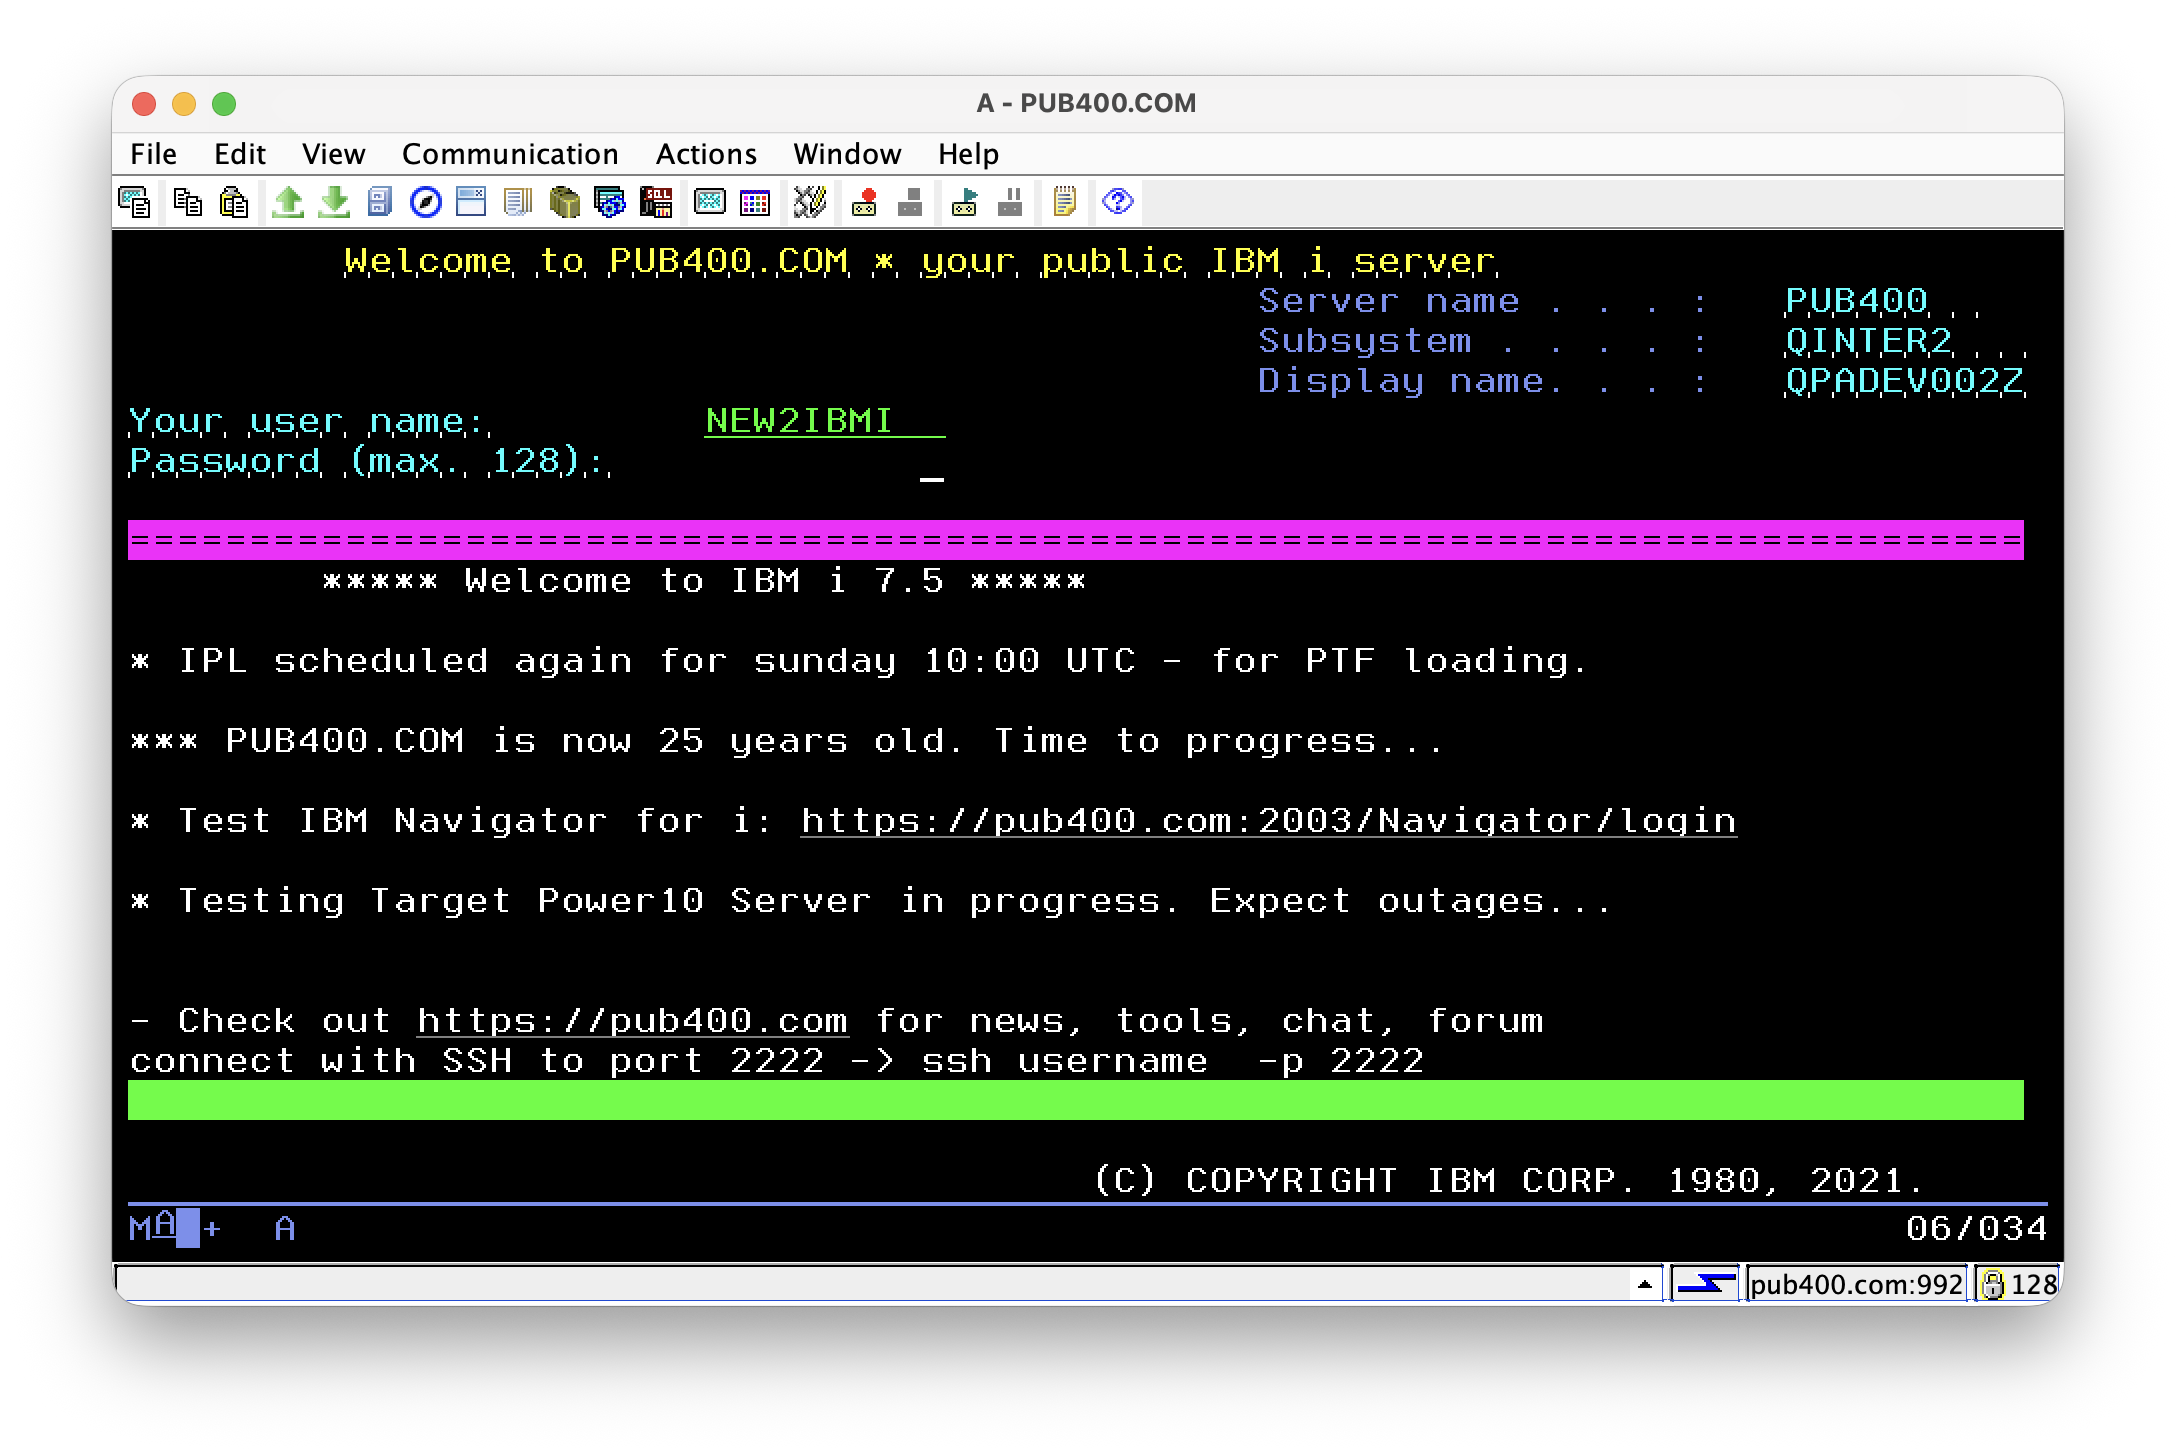 A - PUB400.COM
File Edit View Communication Actions Window Help
Welcome to PUB400.COM * your public IBM i server
Server name . . . : PUB400 . .
Subsystem . . . . : QINTER2
Display name. . . : QPADEV002Z
Your user name: NEW2IBMI
Password (max. 128):
===============================================================================
***** Welcome to IBM i 7.5 *****
* IPL scheduled again for sunday 10:00 UTC - for PTF loading.
*** PUB400.COM is now 25 years old. Time to progress...
* Test IBM Navigator for i: https://pub400.com:2003/Navigator/login
* Testing Target Power10 Server in progress. Expect outages...
- Check out https://pub400.com for news, tools, chat, forum
connect with SSH to port 2222 -> ssh username -p 2222
(C) COPYRIGHT IBM CORP. 1980, 2021.
MA + A 06/034
pub400.com:992 128